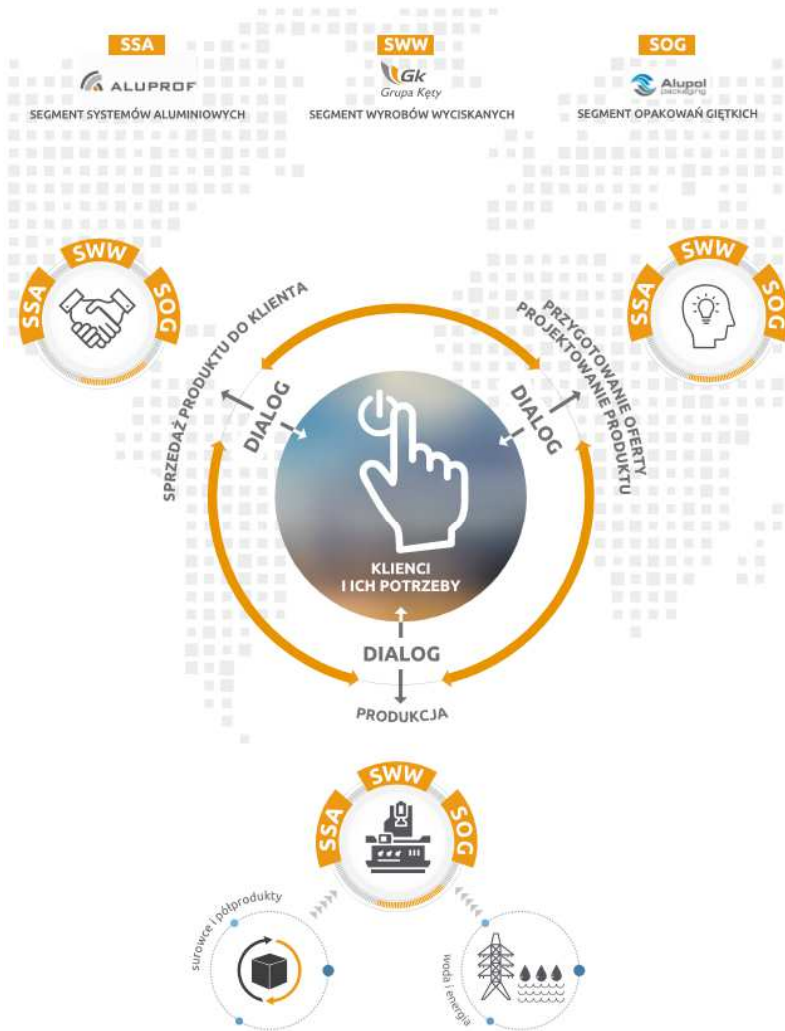 SSA
ALUPROF
SEGMENT SYSTEMÓW ALUMINIOWYCH
SWW
Gk
Grupa Kęty
SEGMENT WYROBÓW WYCISKANYCH
SOG
Alupol
packaging
SEGMENT OPAKOWAŃ GIĘTKICH
SSA
SWW
SOG
SSA
SWW
SOG
SPRZEDAŻ PRODUKTU DO KLIENTA
DIALOG
DIALOG
PRZYGOTOWANIE OFERTY
PROJEKTOWANIE PRODUKTU
KLIENCI
I ICH POTRZEBY
DIALOG
PRODUKCJA
SSA
SWW
SOG
surowce i półprodukty
woda i energia